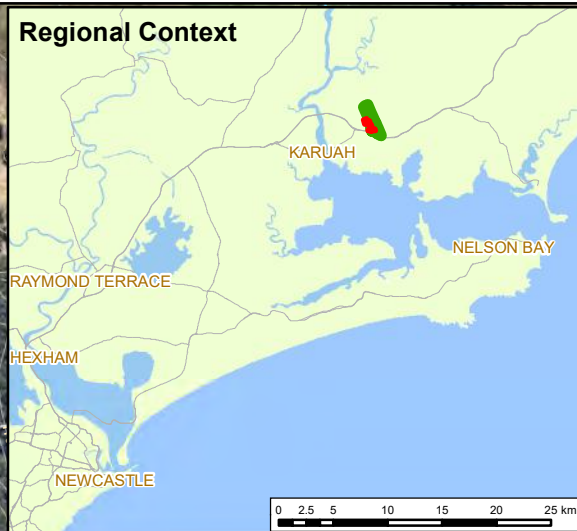 Regional Context
KARUAH
NELSON BAY
RAYMOND TERRACE
HEXHAM
NEWCASTLE
0 2.5 5 10 15 20 25 km